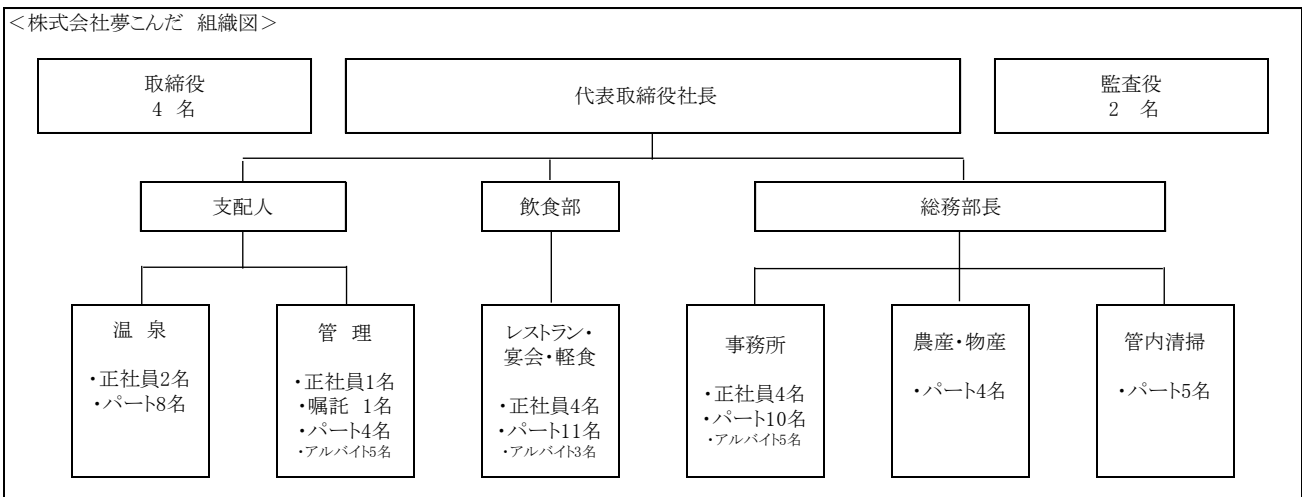 ＜株式会社夢こんだ　組織図＞
取締役
4　名
代表取締役社長
監査役
2　名
支配人
飲食部
総務部長
温　泉
・正社員2名
・パート8名
管　理
・正社員1名
・嘱託　1名
・パート4名
・アルバイト5名
レストラン・
宴会・軽食
・正社員4名
・パート11名
・アルバイト3名
事務所
・正社員4名
・パート10名
・アルバイト5名
農産・物産
・パート4名
管内清掃
・パート5名